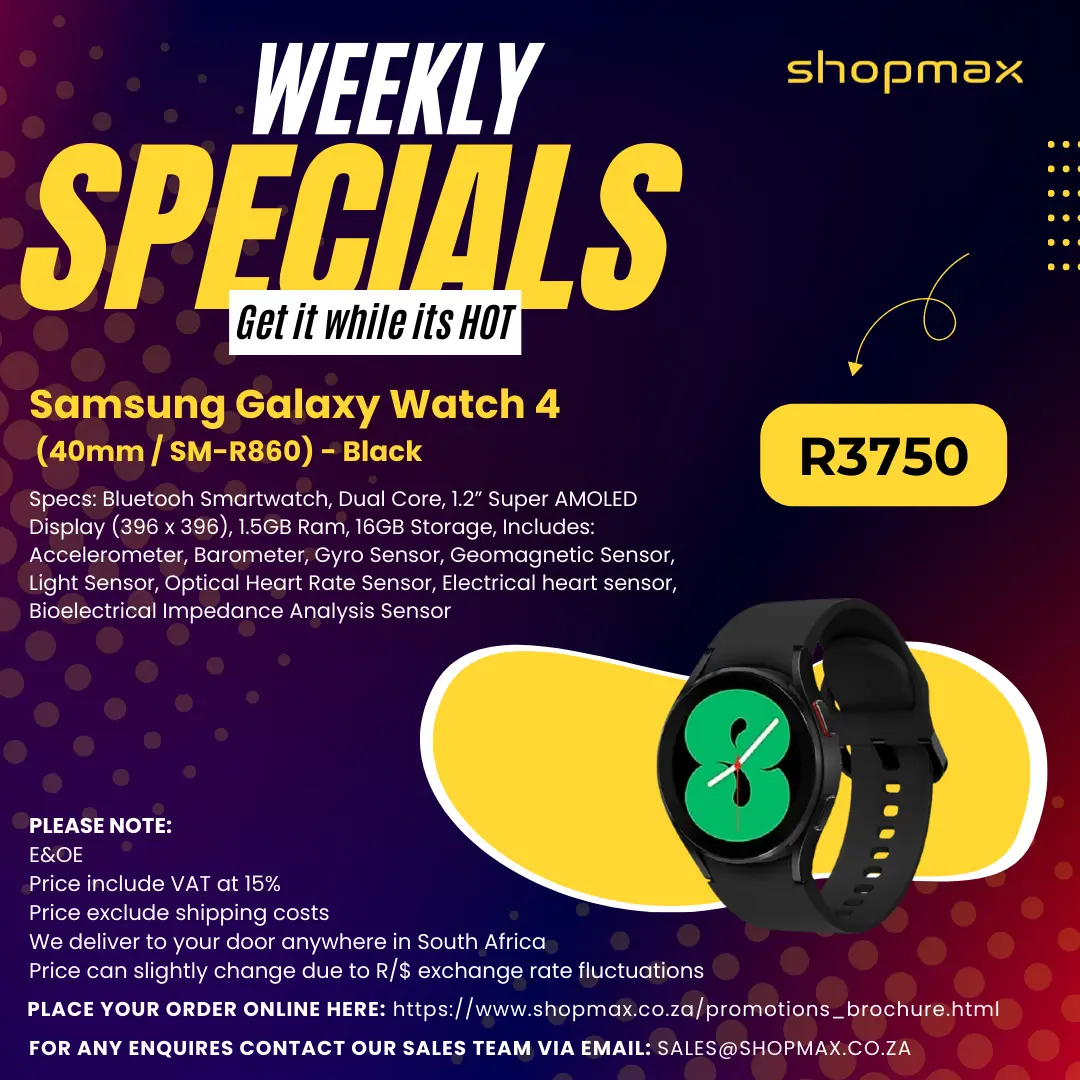 WEEKLY
shopmax
SPECIALS
Get it while its HOT
Samsung Galaxy Watch 4
(40mm / SM-R860) - Black
R3750
Specs: Bluetooh Smartwatch, Dual Core, 1.2” Super AMOLED
Display (396 x 396), 1.5GB Ram, 16GB Storage, Includes:
Accelerometer, Barometer, Gyro Sensor, Geomagnetic Sensor,
Light Sensor, Optical Heart Rate Sensor, Electrical heart sensor,
Bioelectrical Impedance Analysis Sensor
PLEASE NOTE:
E&OE
Price include VAT at 15%
Price exclude shipping costs
We deliver to your door anywhere in South Africa
Price can slightly change due to R/$ exchange rate fluctuations
PLACE YOUR ORDER ONLINE HERE: https://www.shopmax.co.za/promotions_brochure.html
FOR ANY ENQUIRES CONTACT OUR SALES TEAM VIA EMAIL: SALES@SHOPMAX.CO.ZA